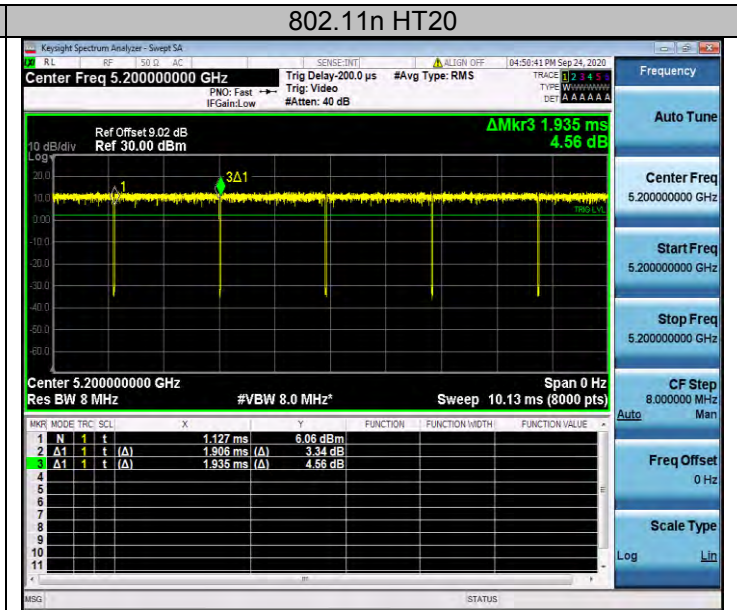 802.11n HT20
Keysight Spectrum Analyzer - Swept SA
RL RF 50 Ω AC SENSE:INT ALIGN OFF 04:50:41 PM Sep 24, 2020
Center Freq 5.200000000 GHz
PNO: Fast
IFGain:Low
Trig Delay-200.0 µs
Trig: Video
#Atten: 40 dB
#Avg Type: RMS
TRACE 1 2 3 4 5 6
TYPE WWWWWW
DET A A A A A A
Frequency
Auto Tune
Center Freq
5.200000000 GHz
Start Freq
5.200000000 GHz
Stop Freq
5.200000000 GHz
CF Step
8.000000 MHz
Auto Man
Freq Offset
0 Hz
Scale Type
Log Lin
ΔMkr3 1.935 ms
4.56 dB
Ref Offset 9.02 dB
10 dB/div Ref 30.00 dBm
Log
20.0
10.0
0.00
-10.0
-20.0
-30.0
-40.0
-50.0
-60.0
1
3Δ1
TRIG LVL
Center 5.200000000 GHz Span 0 Hz
Res BW 8 MHz #VBW 8.0 MHz* Sweep 10.13 ms (8000 pts)
MKR MODE TRC SCL X Y FUNCTION FUNCTION WIDTH FUNCTION VALUE
1 N 1 t 1.127 ms 6.06 dBm
2 Δ1 1 t (Δ) 1.906 ms (Δ) 3.34 dB
3 Δ1 1 t (Δ) 1.935 ms (Δ) 4.56 dB
4
5
6
7
8
9
10
11
MSG STATUS